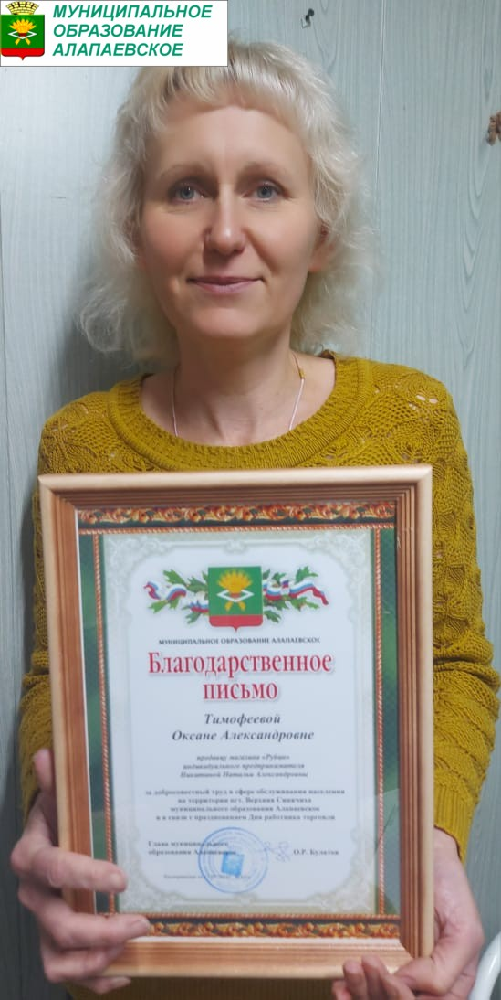 МУНИЦИПАЛЬНОЕ
ОБРАЗОВАНИЕ
АЛАПАЕВСКОЕ
МУНИЦИПАЛЬНОЕ ОБРАЗОВАНИЕ АЛАПАЕВСКОЕ
Благодарственное
письмо
Тимофеевой
Оксане Александровне
продавцу магазина
индивидуального предпринимателя
Никитиной Натальи Александровны
за добросовестный труд в сфере обслуживания населения
на территории пгт. Верхняя Синячиха
муниципального образования Алапаевское
и в связи с празднованием Дня работника торговли
Глава муниципального
образования Алапаевское О.Р. Булатов